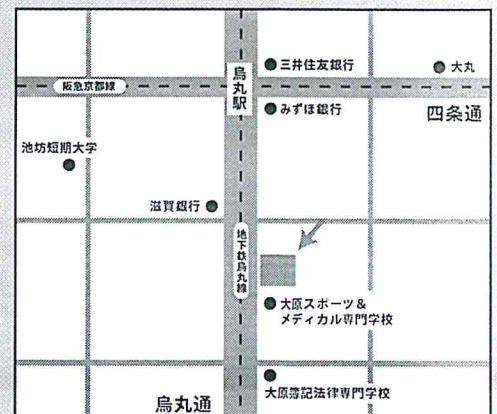 三井住友銀行
大丸
烏丸駅
阪急京都線
みずほ銀行
四条通
池坊短期大学
滋賀銀行
地下鉄烏丸線
大原スポーツ&
メディカル専門学校
大原簿記法律専門学校
烏丸通